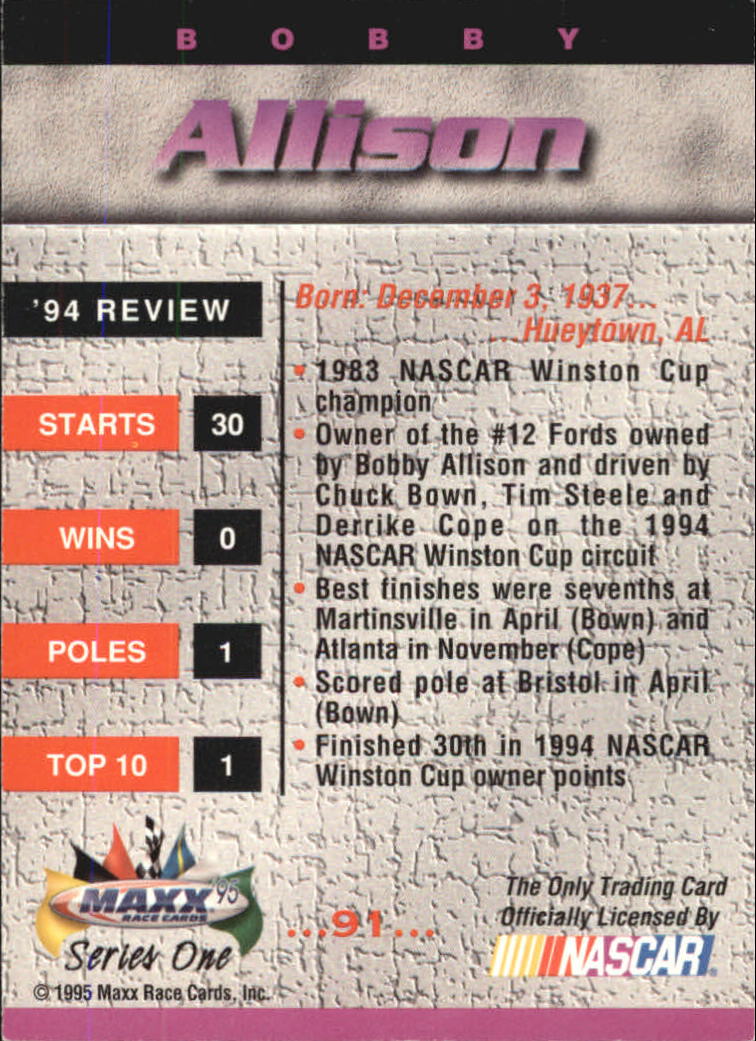 BOBBY
Allison
'94 REVIEW
STARTS 30
WINS 0
POLES 1
TOP 10 1
Born: December 3, 1937...
...Hueytown, AL
• 1983 NASCAR Winston Cup
champion
• Owner of the #12 Fords owned
by Bobby Allison and driven by
Chuck Bown, Tim Steele and
Derrike Cope on the 1994
NASCAR Winston Cup circuit
• Best finishes were sevenths at
Martinsville in April (Bown) and
Atlanta in November (Cope)
• Scored pole at Bristol in April
(Bown)
• Finished 30th in 1994 NASCAR
Winston Cup owner points
MAXX '95
RACE CARDS
Series One
© 1995 Maxx Race Cards, Inc.
...91...
The Only Trading Card
Officially Licensed By
NASCAR